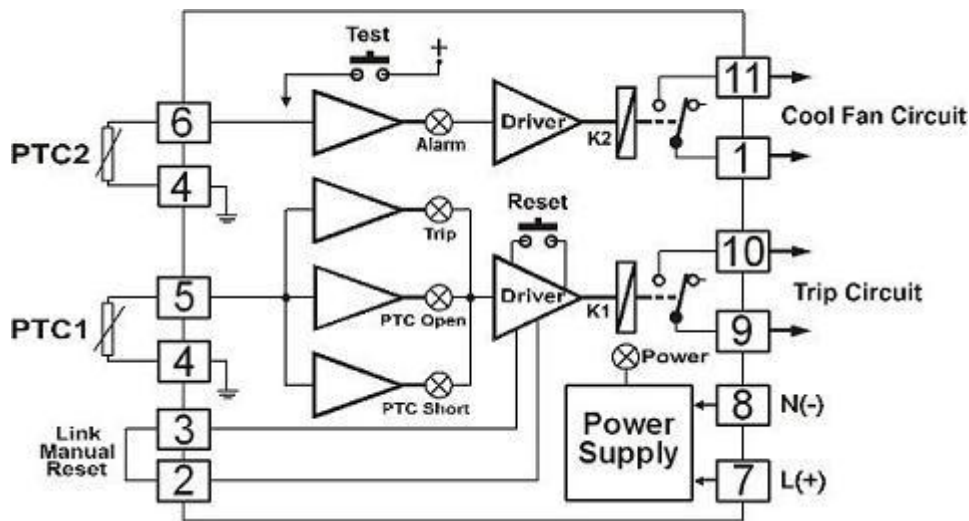 Test
+
11
6
Driver
K2
Cool Fan Circuit
Alarm
PTC2
4
1
Reset
Trip
10
5
Driver
K1
Trip Circuit
PTC Open
PTC1
9
4
Power
PTC Short
3
8
N(-)
Link
Manual
Reset
Power
Supply
2
7
L(+)